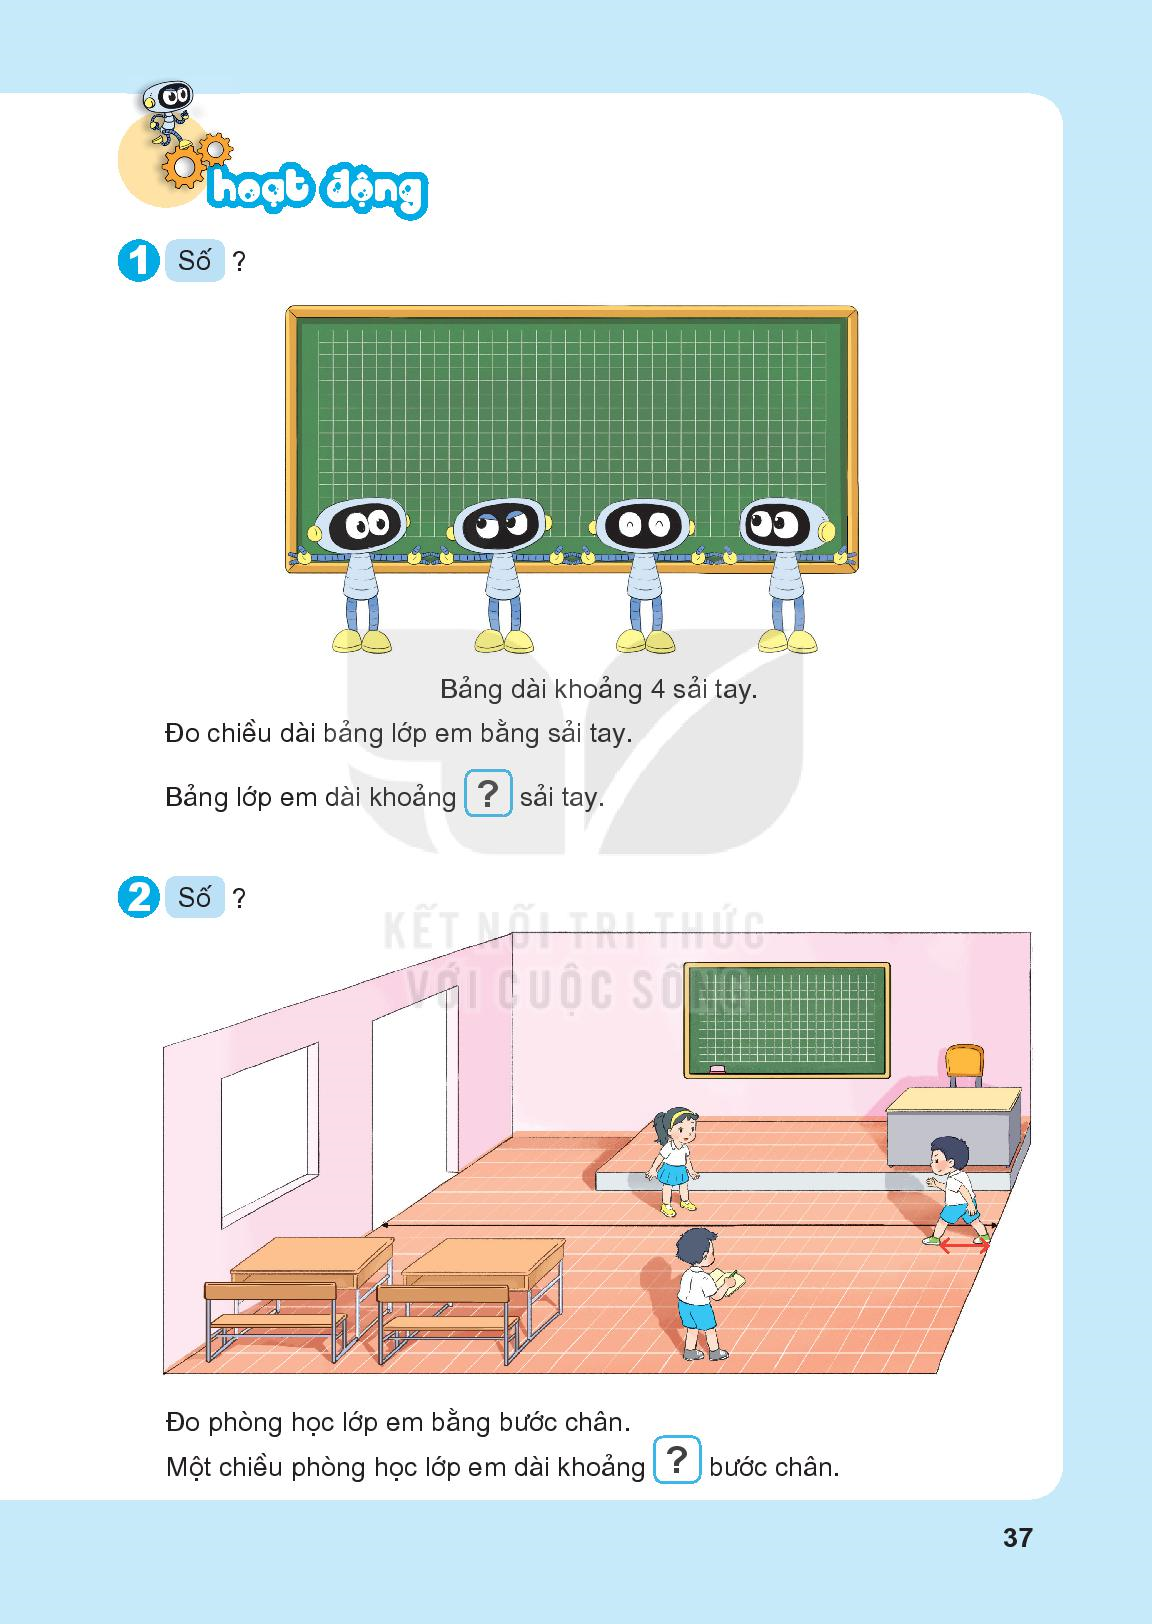 hoạt động
1 Số ?
Bảng dài khoảng 4 sải tay.
Đo chiều dài bảng lớp em bằng sải tay.
Bảng lớp em dài khoảng ? sải tay.
2 Số ?
KẾT NỐI TRI THỨC
VỚI CUỘC SỐNG
Đo phòng học lớp em bằng bước chân.
Một chiều phòng học lớp em dài khoảng ? bước chân.
37